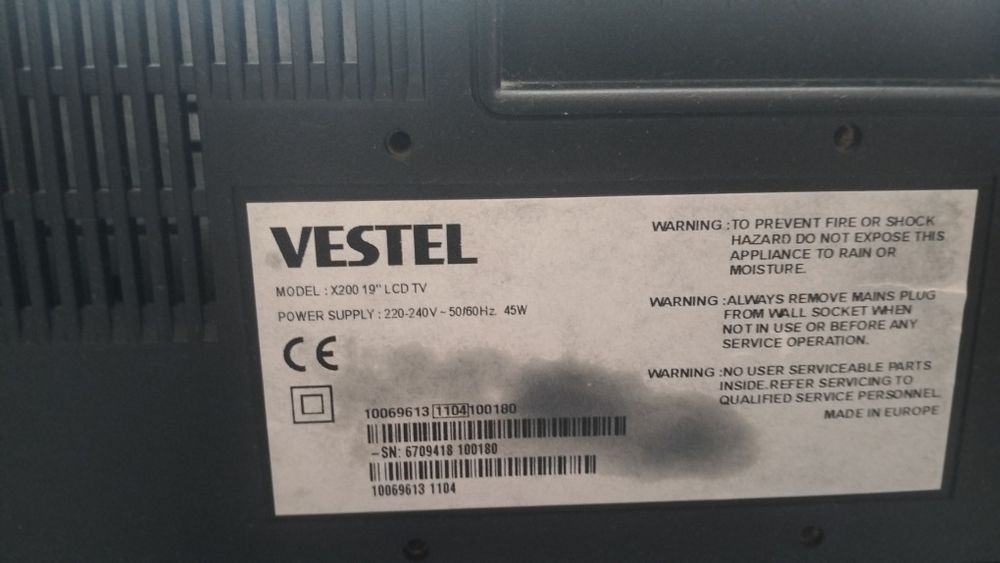 VESTEL
MODEL : X200 19" LCD TV
POWER SUPPLY : 220-240V ~ 50/60Hz. 45W
CE
10069613 1104 100180
-SN: 6709418 100180
10069613 1104
WARNING :TO PREVENT FIRE OR SHOCK
HAZARD DO NOT EXPOSE THIS
APPLIANCE TO RAIN OR
MOISTURE.
WARNING :ALWAYS REMOVE MAINS PLUG
FROM WALL SOCKET WHEN
NOT IN USE OR BEFORE ANY
SERVICE OPERATION.
WARNING :NO USER SERVICEABLE PARTS
INSIDE.REFER SERVICING TO
QUALIFIED SERVICE PERSONNEL.
MADE IN EUROPE